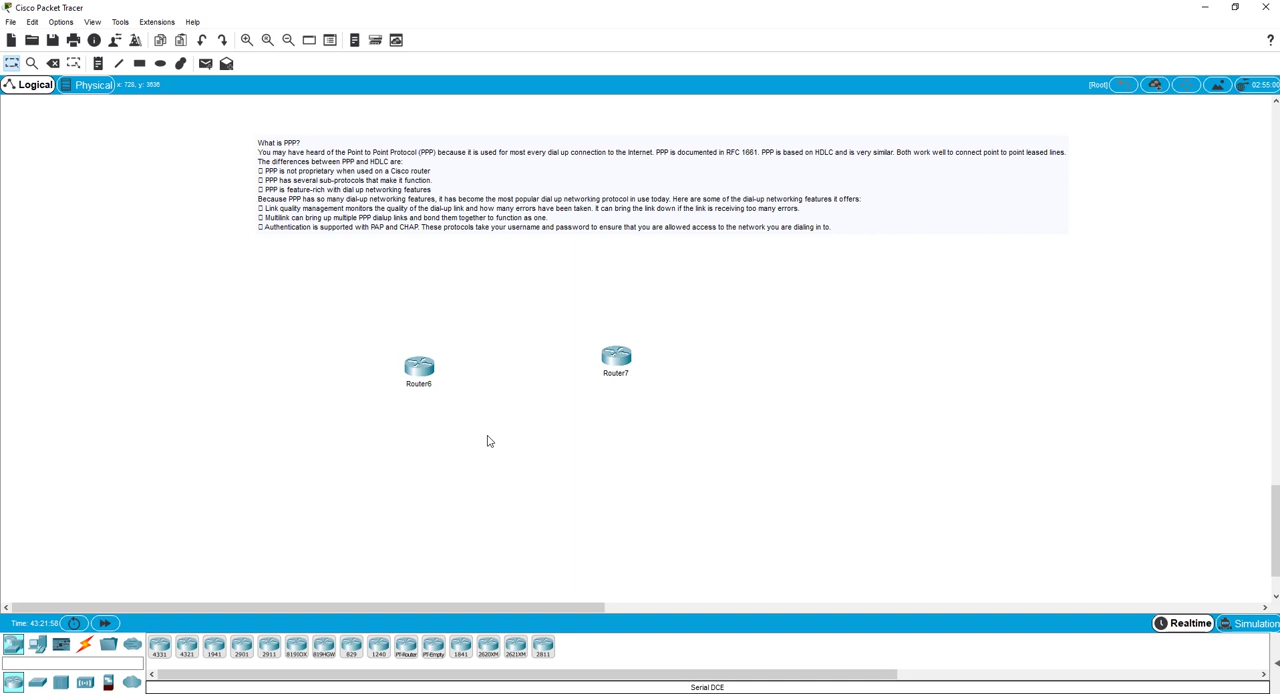 Cisco Packet Tracer
File Edit Options View Tools Extensions Help
?
Logical Physical x: 728, y: 3636 [Root] 02:55:00
What is PPP?
You may have heard of the Point to Point Protocol (PPP) because it is used for most every dial up connection to the Internet. PPP is documented in RFC 1661. PPP is based on HDLC and is very similar. Both work well to connect point to point leased lines.
The differences between PPP and HDLC are:
PPP is not proprietary when used on a Cisco router
PPP has several sub-protocols that make it function.
PPP is feature-rich with dial up networking features
Because PPP has so many dial-up networking features, it has become the most popular dial up networking protocol in use today. Here are some of the dial-up networking features it offers:
Link quality management monitors the quality of the dial-up link and how many errors have been taken. It can bring the link down if the link is receiving too many errors.
Multilink can bring up multiple PPP dialup links and bond them together to function as one.
Authentication is supported with PAP and CHAP. These protocols take your username and password to ensure that you are allowed access to the network you are dialing in to.
Router6
Router7
Time: 43:21:58 Realtime Simulation
4331 4321 1941 2901 2911 819IOX 819HGW 829 1240 PT-Router PT-Empty 1841 2620XM 2621XM 2811
Serial DCE